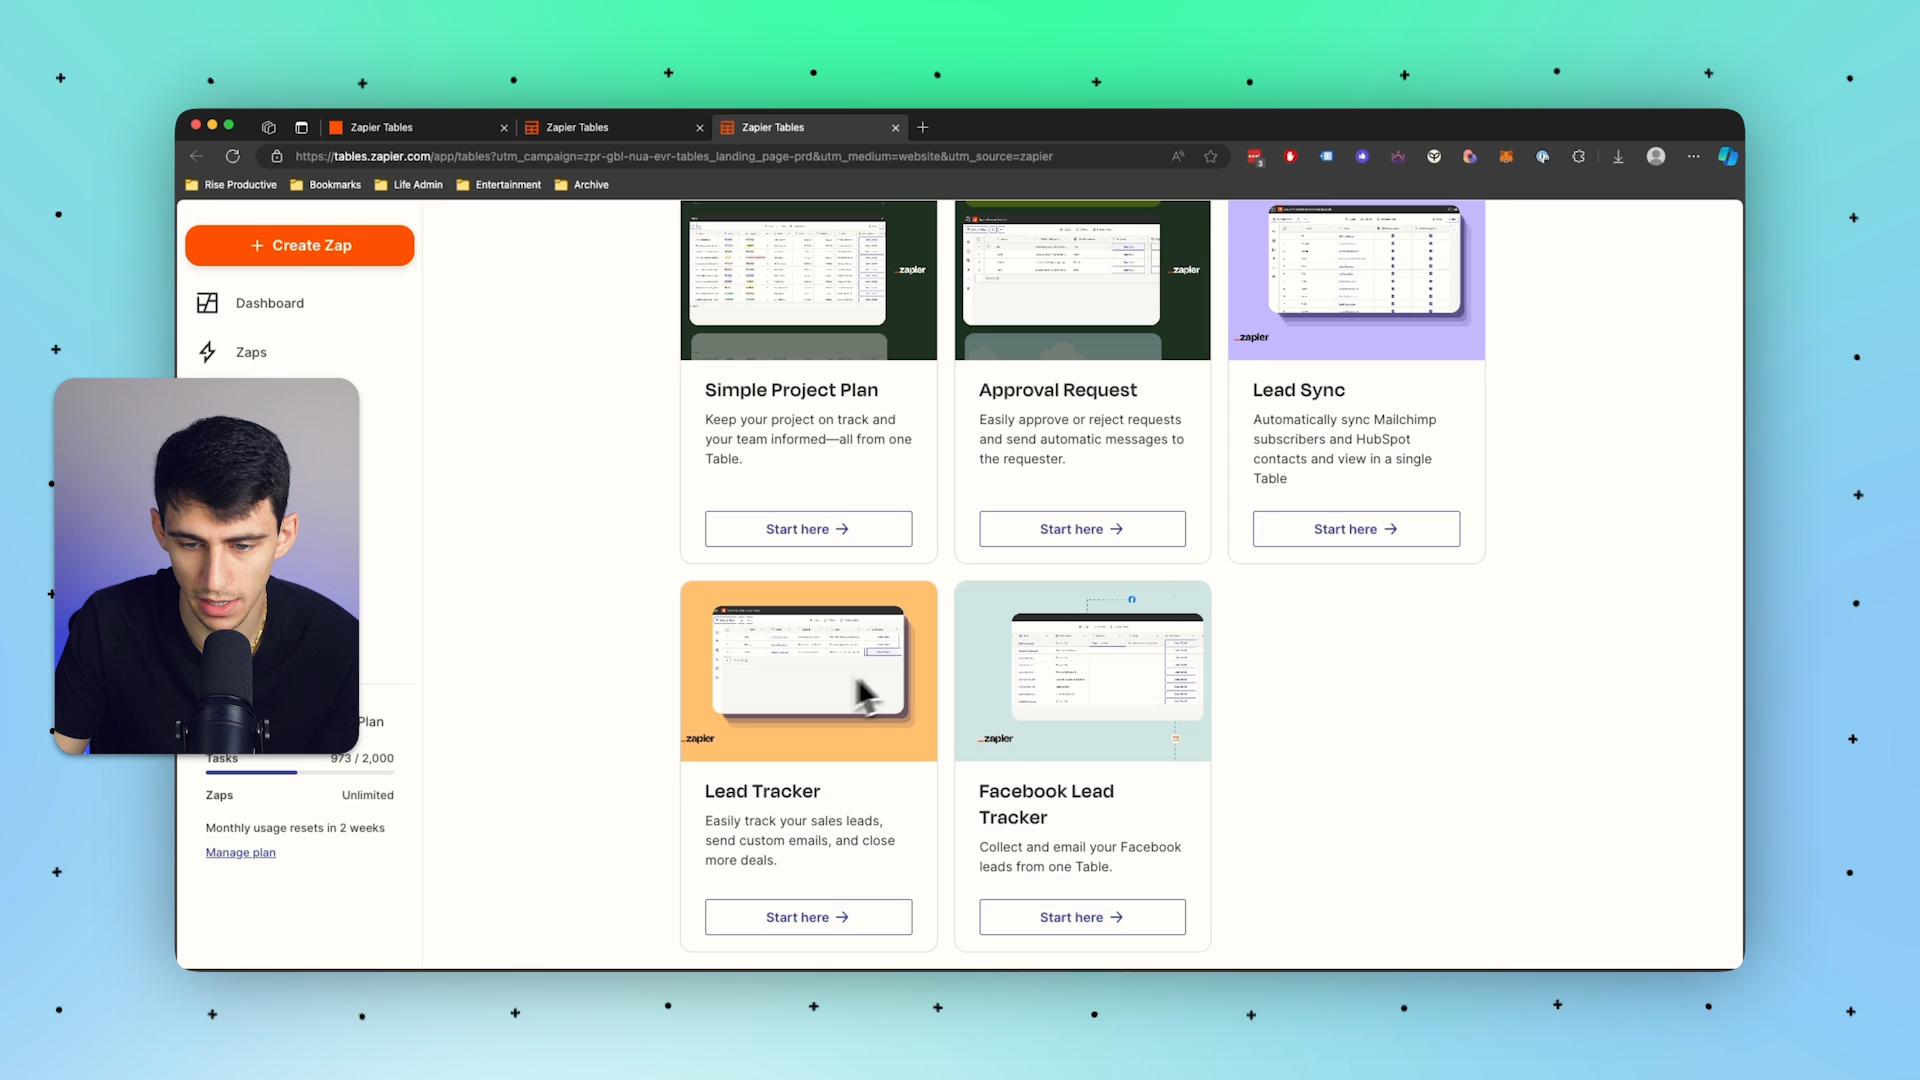 Zapier Tables
Zapier Tables
Zapier Tables
https://tables.zapier.com/app/tables?utm_campaign=zpr-gbl-nua-evr-tables_landing_page-prd&utm_medium=website&utm_source=zapier
3
Rise Productive
Bookmarks
Life Admin
Entertainment
Archive
+ Create Zap
Dashboard
Zaps
Plan
Tasks 973 / 2,000
Zaps Unlimited
Monthly usage resets in 2 weeks
Manage plan
_zapier
Simple Project Plan
Keep your project on track and
your team informed—all from one
Table.
Start here →
_zapier
Approval Request
Easily approve or reject requests
and send automatic messages to
the requester.
Start here →
_zapier
Lead Sync
Automatically sync Mailchimp
subscribers and HubSpot
contacts and view in a single
Table
Start here →
_zapier
Lead Tracker
Easily track your sales leads,
send custom emails, and close
more deals.
Start here →
_zapier
Facebook Lead
Tracker
Collect and email your Facebook
leads from one Table.
Start here →